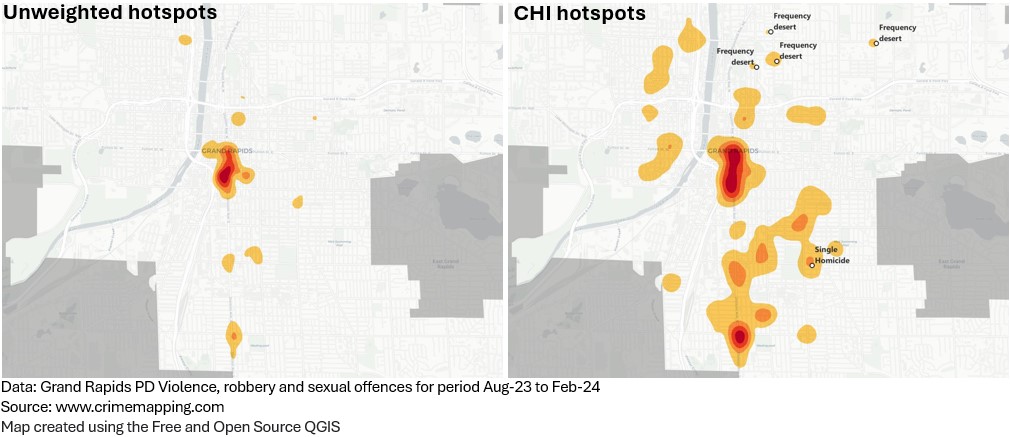 Unweighted hotspots
CHI hotspots
Frequency
desert
Frequency
desert
Frequency
desert
Frequency
desert
GRAND RAPIDS
GRAND RAPIDS
Single
Homicide
East Grand
Rapids
East Grand
Rapids
Data: Grand Rapids PD Violence, robbery and sexual offences for period Aug-23 to Feb-24
Source: www.crimemapping.com
Map created using the Free and Open Source QGIS